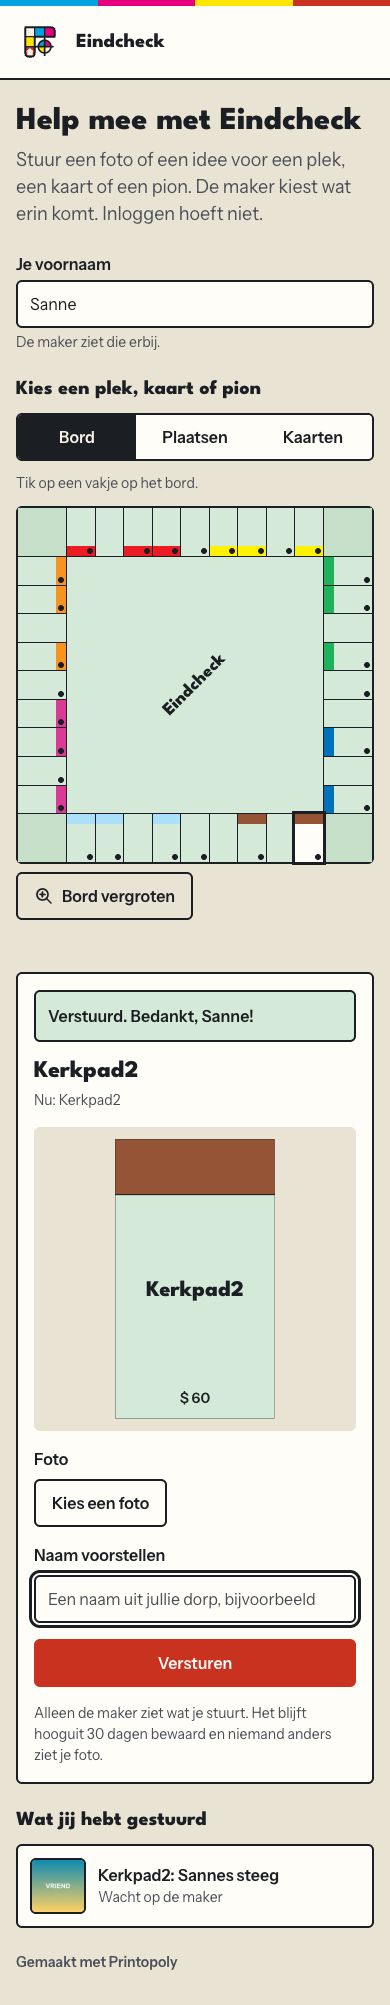 Eindcheck
Help mee met Eindcheck
Stuur een foto of een idee voor een plek,
een kaart of een pion. De maker kiest wat
erin komt. Inloggen hoeft niet.
Je voornaam
Sanne
De maker ziet die erbij.
Kies een plek, kaart of pion
Bord
Plaatsen
Kaarten
Tik op een vakje op het bord.
Eindcheck
Bord vergroten
Verstuurd. Bedankt, Sanne!
Kerkpad2
Nu: Kerkpad2
Kerkpad2
$ 60
Foto
Kies een foto
Naam voorstellen
Een naam uit jullie dorp, bijvoorbeeld
Versturen
Alleen de maker ziet wat je stuurt. Het blijft
hooguit 30 dagen bewaard en niemand anders
ziet je foto.
Wat jij hebt gestuurd
VRIEND
Kerkpad2: Sannes steeg
Wacht op de maker
Gemaakt met Printopoly